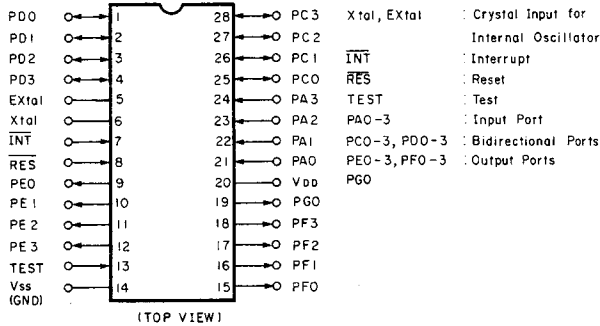 PD0 1 28 PC3 Xtal, EXtal : Crystal Input for
PD1 2 27 PC2 Internal Oscillator
PD2 3 26 PC1 INT : Interrupt
PD3 4 25 PC0 RES : Reset
EXtal 5 24 PA3 TEST : Test
Xtal 6 23 PA2 PA0-3 : Input Port
INT 7 22 PA1 PC0-3, PD0-3 : Bidirectional Ports
RES 8 21 PA0 PE0-3, PF0-3 : Output Ports
PE0 9 20 VDD PG0
PE1 10 19 PG0
PE2 11 18 PF3
PE3 12 17 PF2
TEST 13 16 PF1
Vss 14 15 PF0
(GND)
(TOP VIEW)